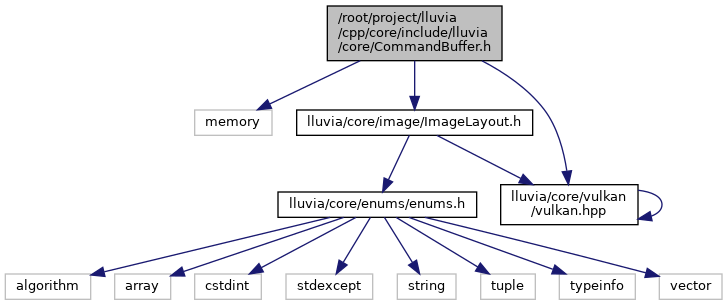 /root/project/lluvia
/cpp/core/include/lluvia
/core/CommandBuffer.h
memory
lluvia/core/image/ImageLayout.h
lluvia/core/enums/enums.h
lluvia/core/vulkan
/vulkan.hpp
algorithm
array
cstdint
stdexcept
string
tuple
typeinfo
vector